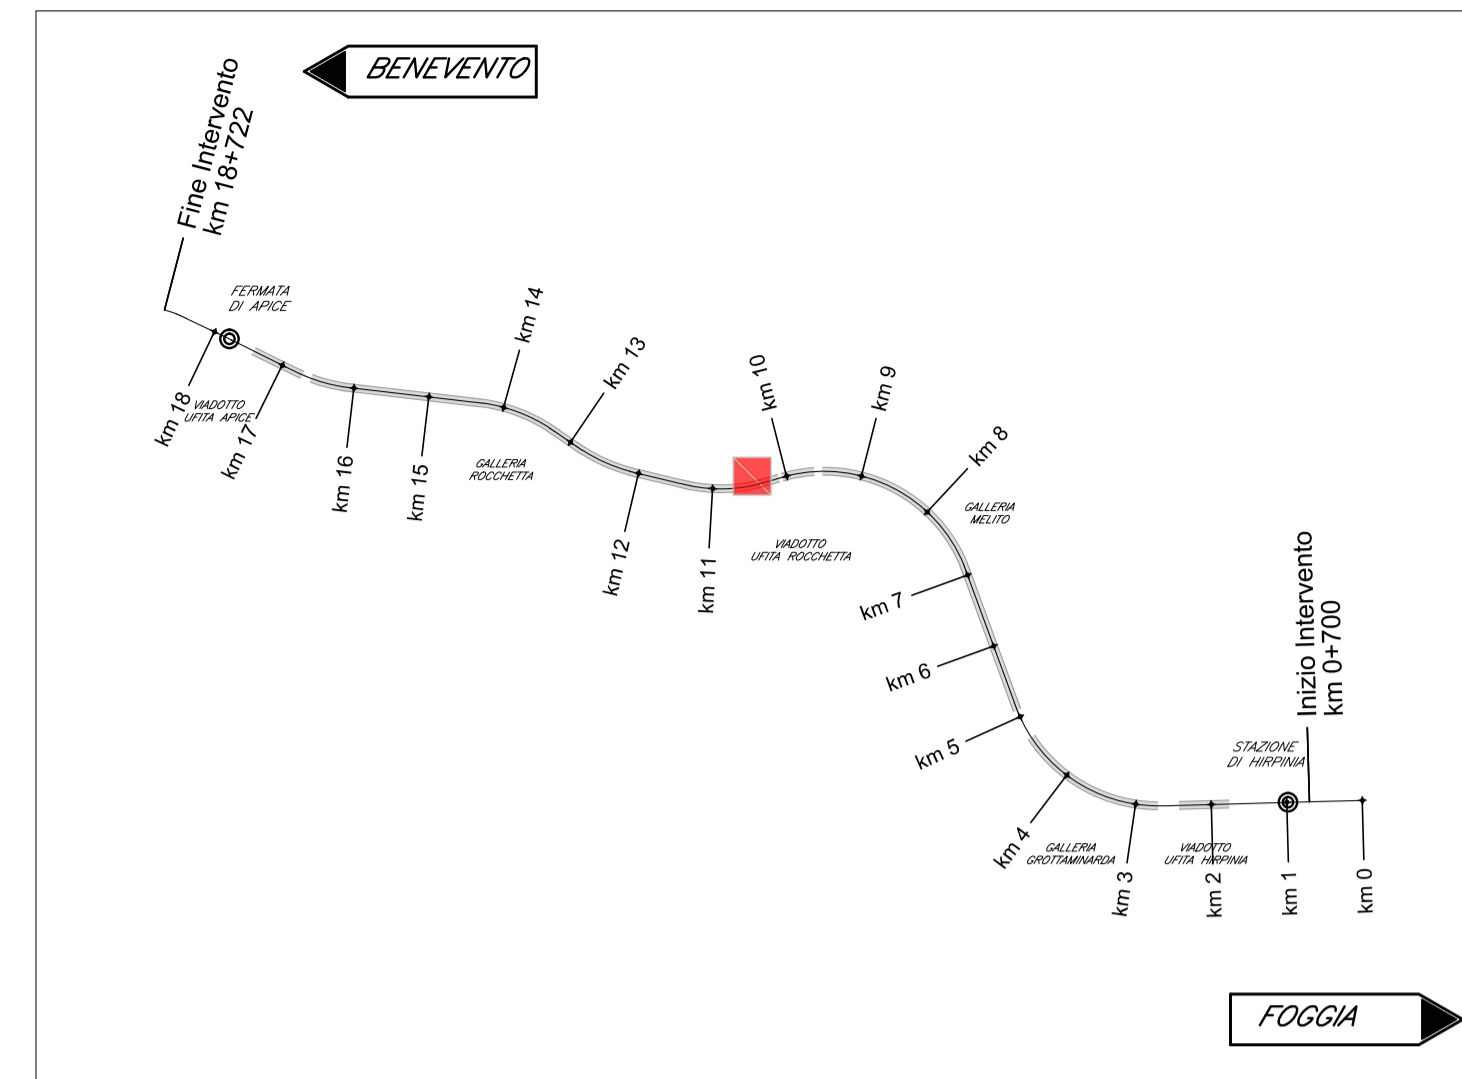 BENEVENTO
Fine Intervento
km 18+722
FERMATA
DI APICE
km 18
VIADOTTO
UFITA APICE
km 17
km 16
km 15
GALLERIA
ROCCHETTA
km 14
km 13
km 12
km 11
VIADOTTO
UFITA ROCCHETTA
km 10
km 9
km 8
GALLERIA
MELITO
km 7
km 6
km 5
km 4
GALLERIA
GROTTAMINARDA
km 3
VIADOTTO
UFITA HIRPINIA
km 2
STAZIONE
DI HIRPINIA
km 1
Inizio Intervento
km 0+700
km 0
FOGGIA